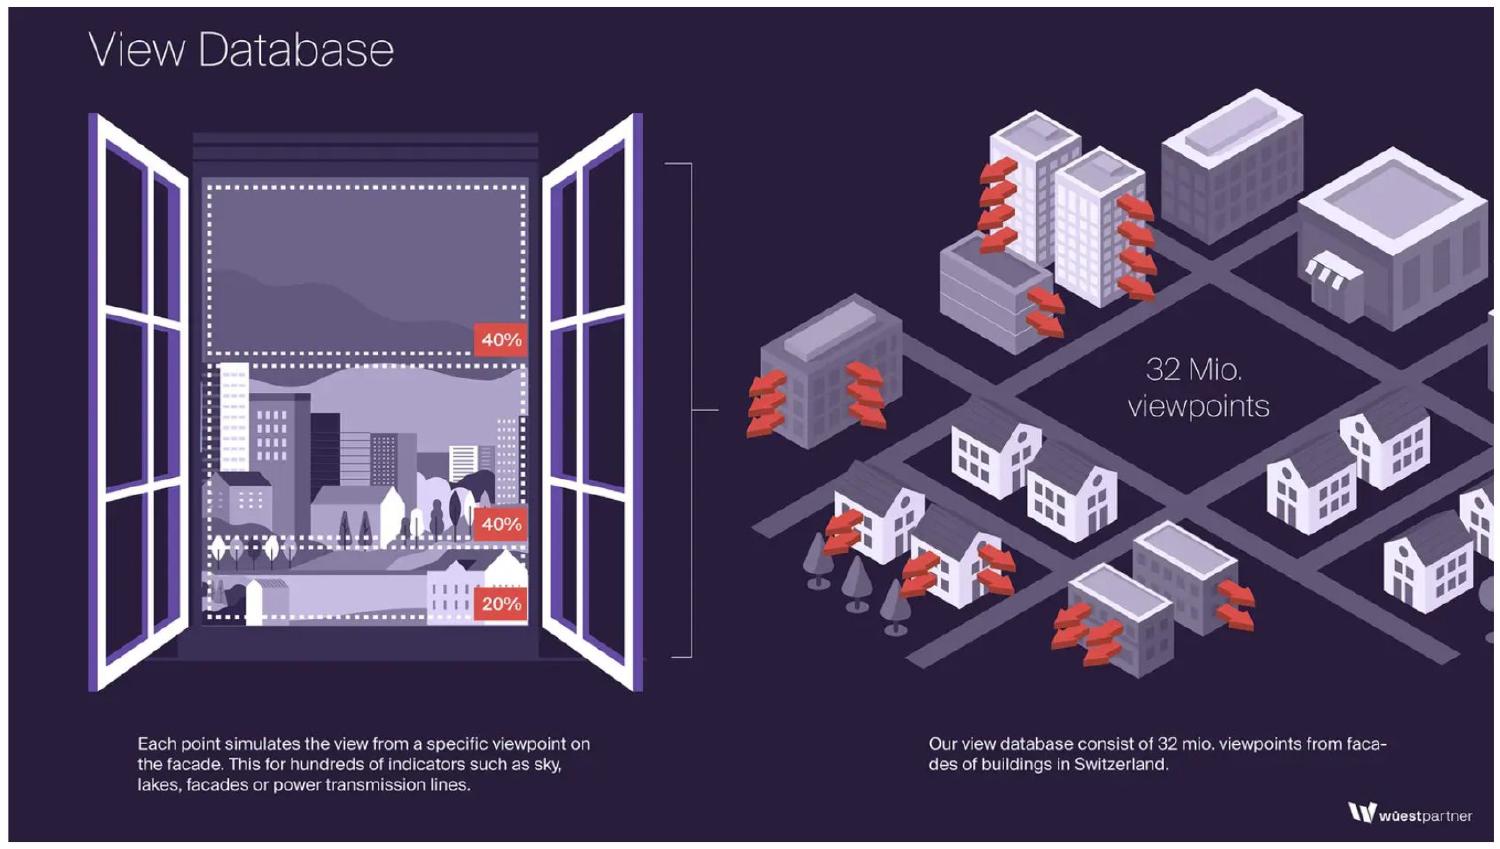 View Database
40%
40%
20%
32 Mio.
viewpoints
Each point simulates the view from a specific viewpoint on
the facade. This for hundreds of indicators such as sky,
lakes, facades or power transmission lines.
Our view database consist of 32 mio. viewpoints from faca-
des of buildings in Switzerland.
wüestpartner